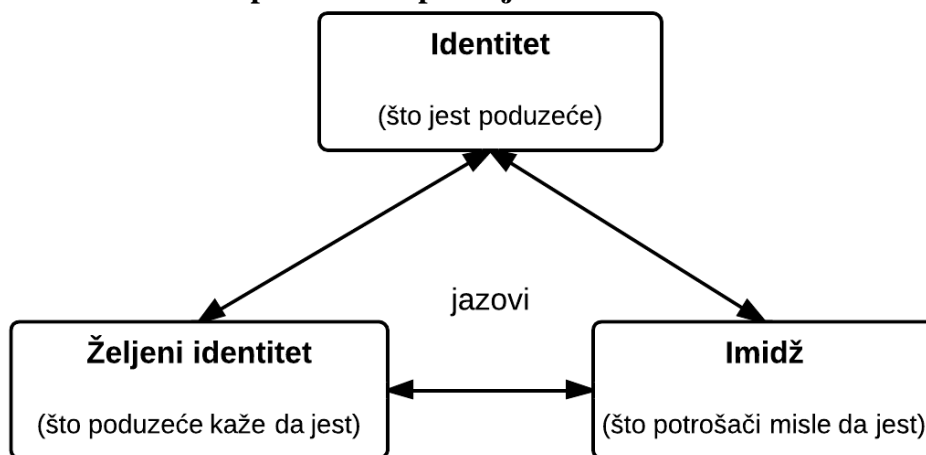 Identitet
(što jest poduzeće)
jazovi
Željeni identitet
(što poduzeće kaže da jest)
Imidž
(što potrošači misle da jest)